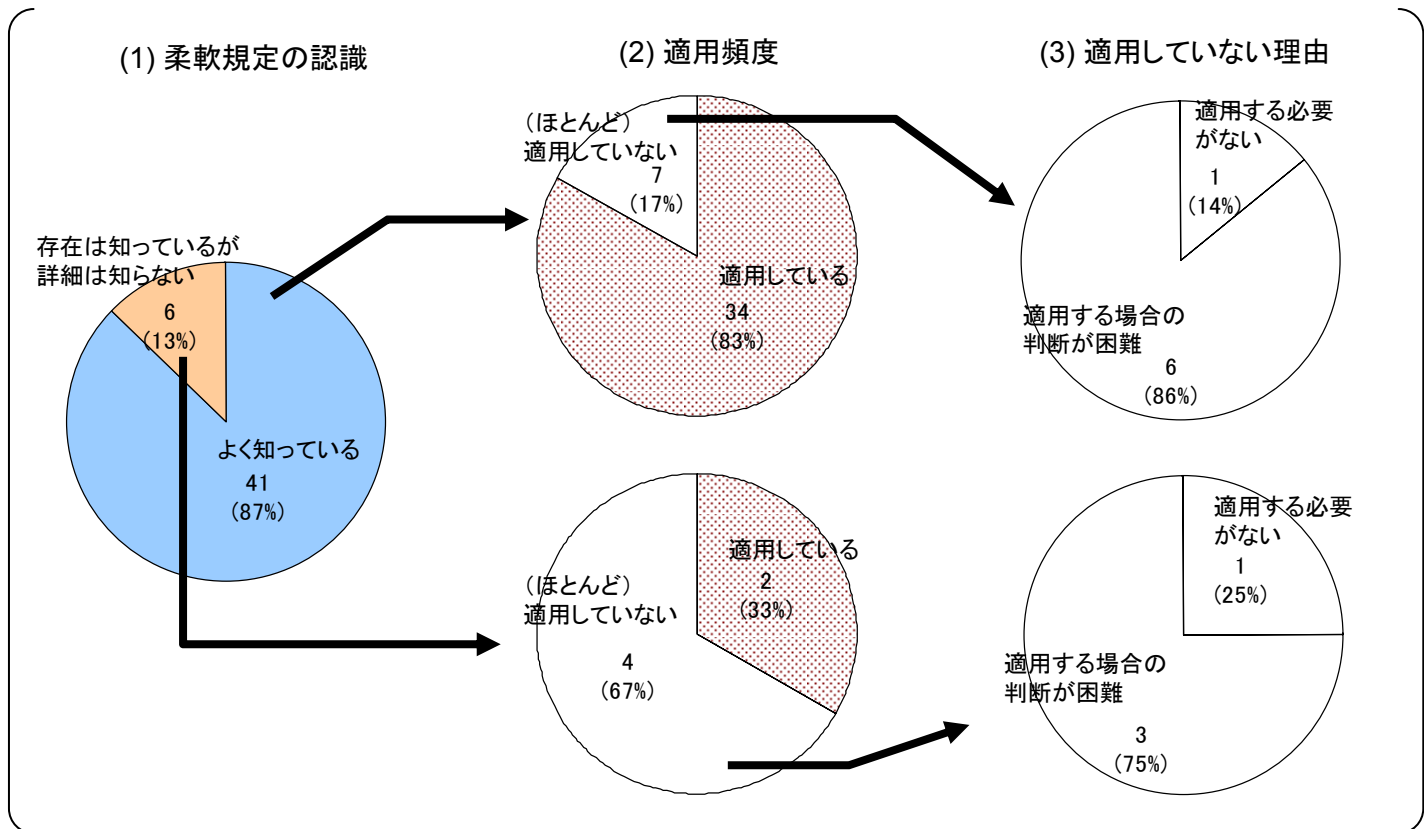 (1) 柔軟規定の認識
(2) 適用頻度
(3) 適用していない理由
存在は知っているが
詳細は知らない
6
(13%)
よく知っている
41
(87%)
(ほとんど)
適用していない
7
(17%)
適用している
34
(83%)
適用する必要
がない
1
(14%)
適用する場合の
判断が困難
6
(86%)
適用している
2
(33%)
(ほとんど)
適用していない
4
(67%)
適用する必要
がない
1
(25%)
適用する場合の
判断が困難
3
(75%)